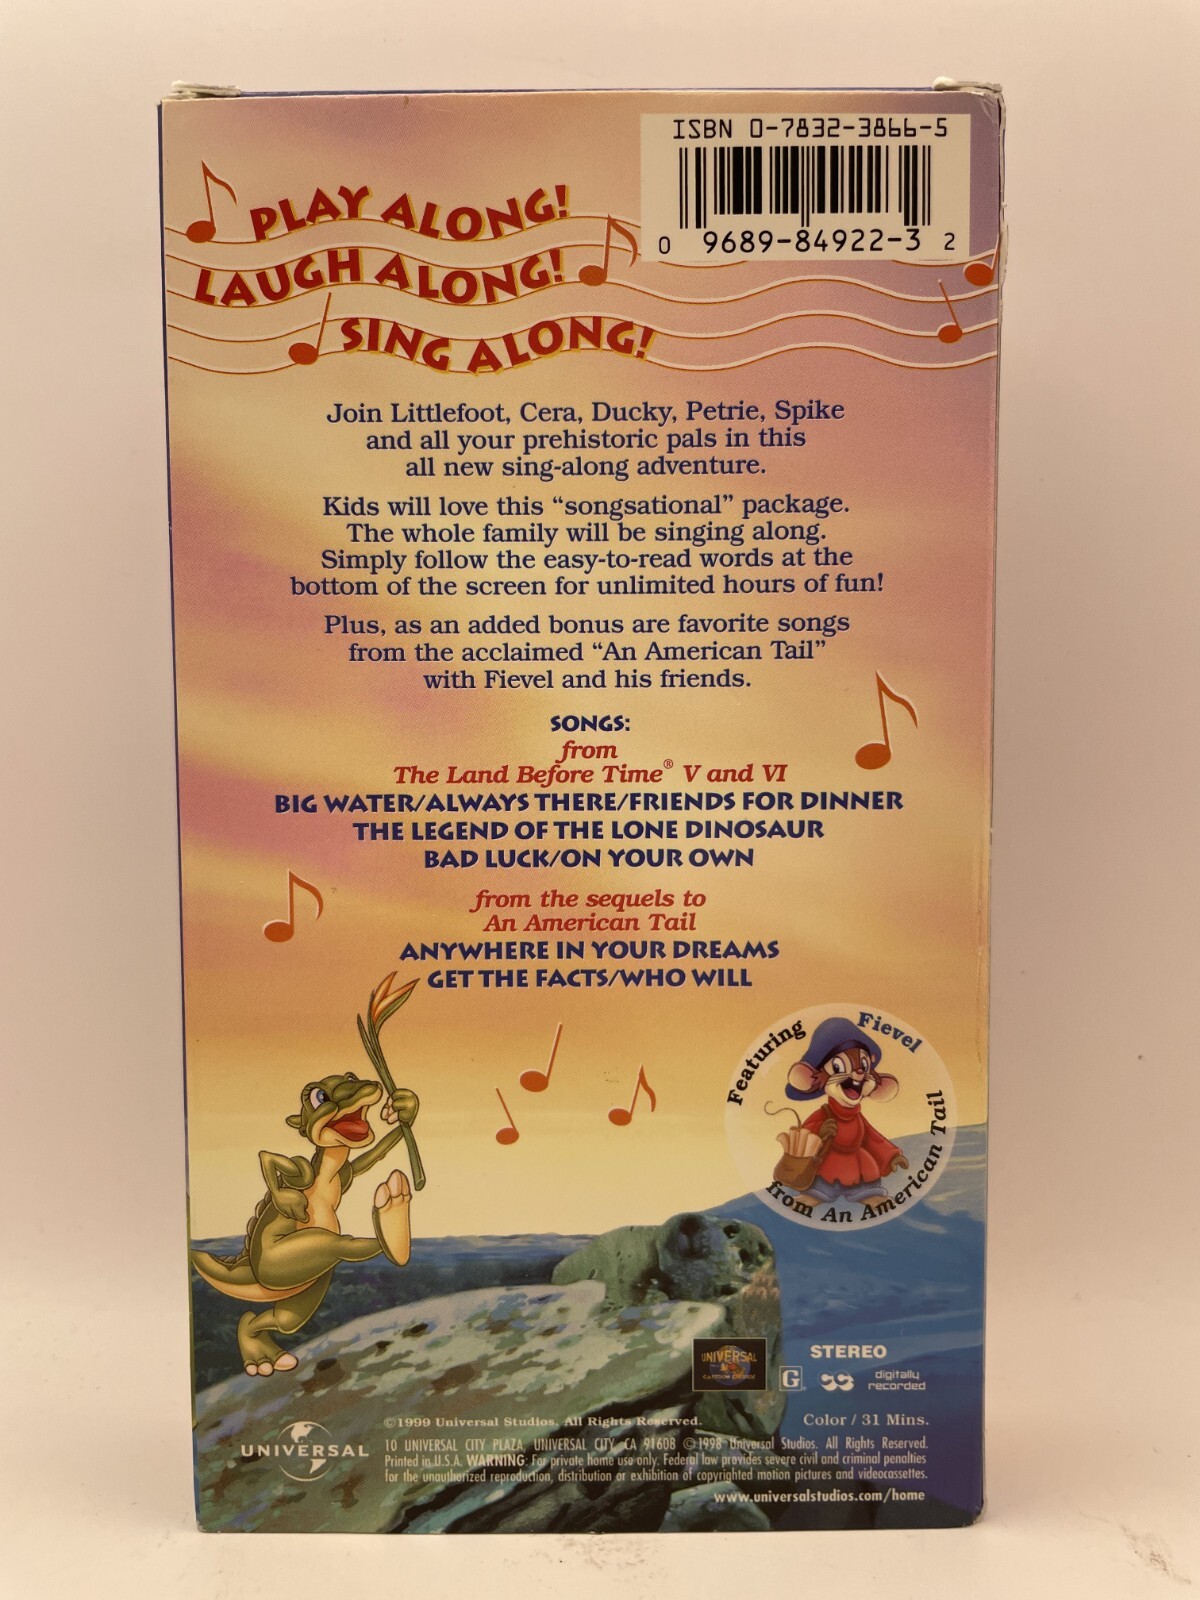 ISBN 0-7832-3866-5
0 9689-84922-3 2
PLAY ALONG!
LAUGH ALONG!
SING ALONG!
Join Littlefoot, Cera, Ducky, Petrie, Spike
and all your prehistoric pals in this
all new sing-along adventure.
Kids will love this “songsational” package.
The whole family will be singing along.
Simply follow the easy-to-read words at the
bottom of the screen for unlimited hours of fun!
Plus, as an added bonus are favorite songs
from the acclaimed “An American Tail”
with Fievel and his friends.
SONGS:
from
The Land Before Time® V and VI
BIG WATER/ALWAYS THERE/FRIENDS FOR DINNER
THE LEGEND OF THE LONE DINOSAUR
BAD LUCK/ON YOUR OWN
from the sequels to
An American Tail
ANYWHERE IN YOUR DREAMS
GET THE FACTS/WHO WILL
Featuring Fievel
from An American Tail
UNIVERSAL
CARTOON STUDIOS
G
CC
STEREO
digitally
recorded
UNIVERSAL
©1999 Universal Studios. All Rights Reserved.
Color / 31 Mins.
10 UNIVERSAL CITY PLAZA, UNIVERSAL CITY, CA 91608 ©1998 Universal Studios. All Rights Reserved.
Printed in U.S.A. WARNING: For private home use only. Federal law provides severe civil and criminal penalties
for the unauthorized reproduction, distribution or exhibition of copyrighted motion pictures and videocassettes.
www.universalstudios.com/home